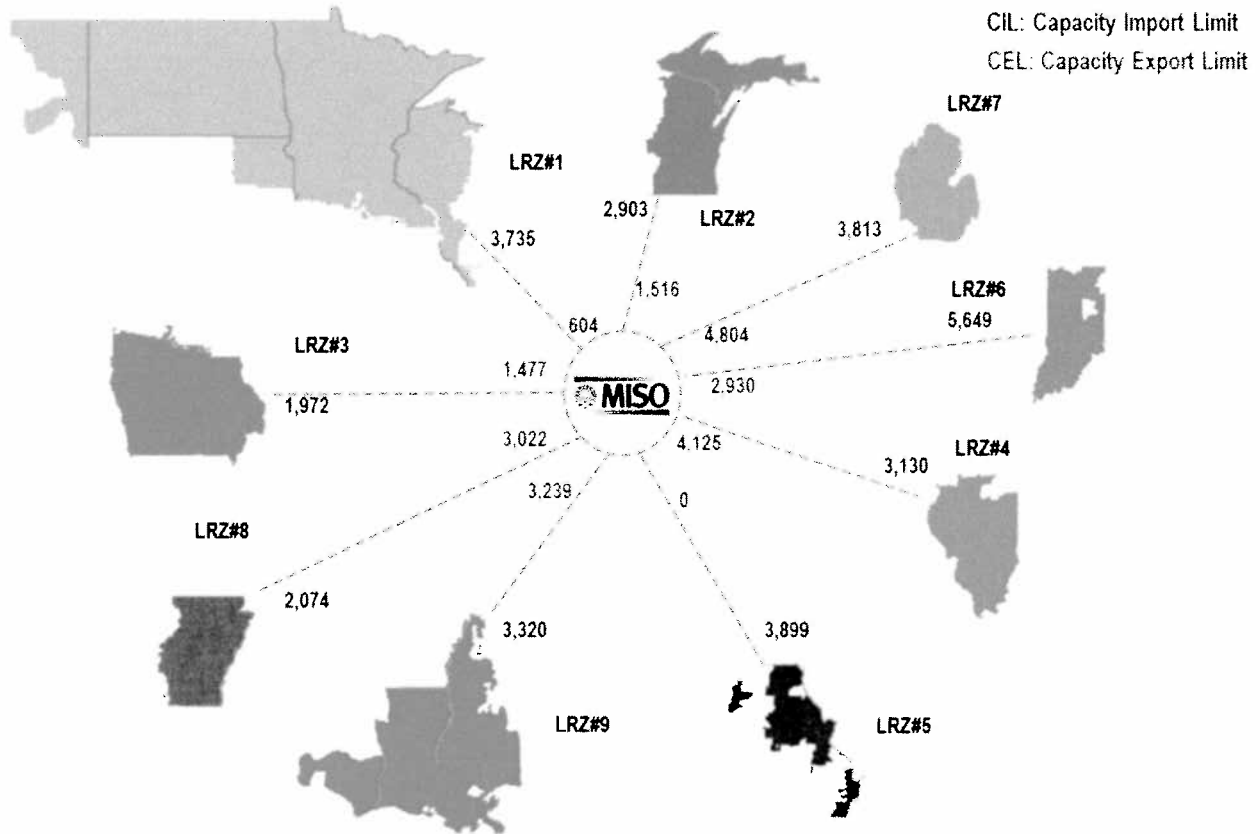 CIL: Capacity Import Limit
CEL: Capacity Export Limit
LRZ#7
LRZ#1
2,903
LRZ#2
3,735
3,813
1.516
LRZ#6
604
4.804
5,649
LRZ#3
1.477
2.930
1,972
MISO
3,022
4.125
LRZ#4
3,130
3.239
0
LRZ#8
2,074
3,320
3,899
LRZ#9
LRZ#5